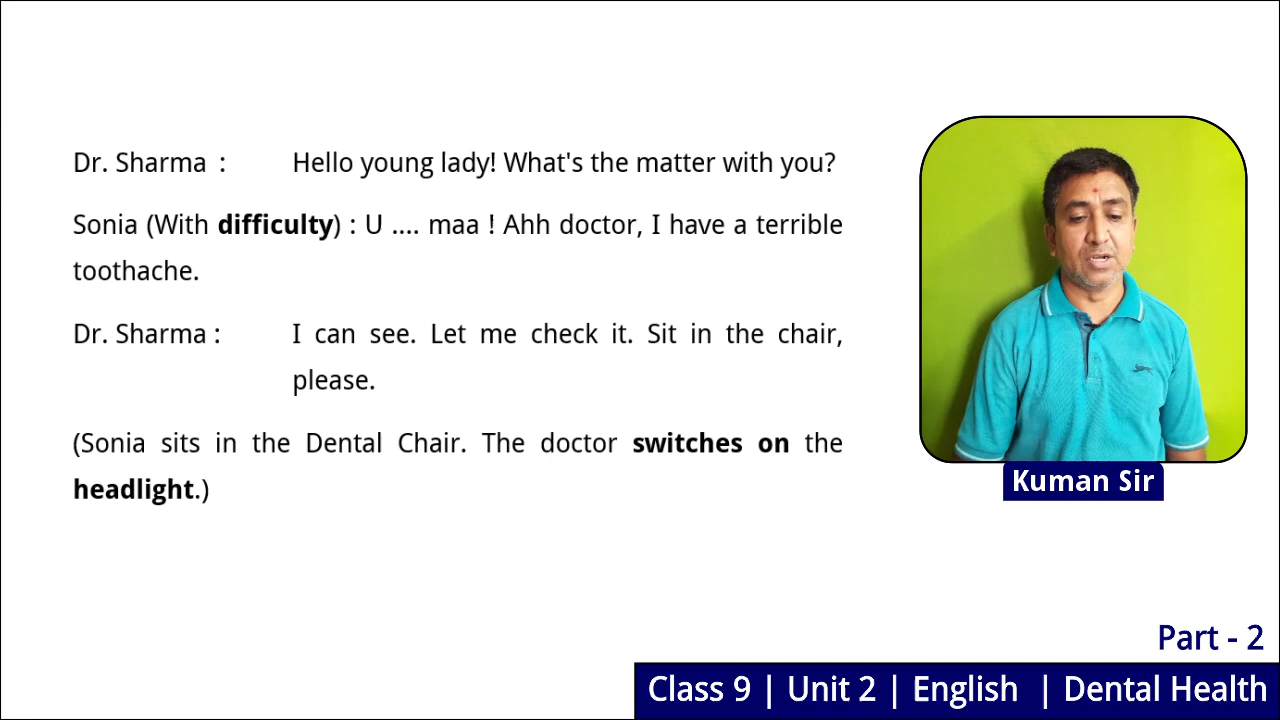 Dr. Sharma : Hello young lady! What's the matter with you?
Sonia (With difficulty) : U .... maa ! Ahh doctor, I have a terrible
toothache.
Dr. Sharma : I can see. Let me check it. Sit in the chair,
please.
(Sonia sits in the Dental Chair. The doctor switches on the
headlight.)
Kuman Sir
Part - 2
Class 9 | Unit 2 | English | Dental Health